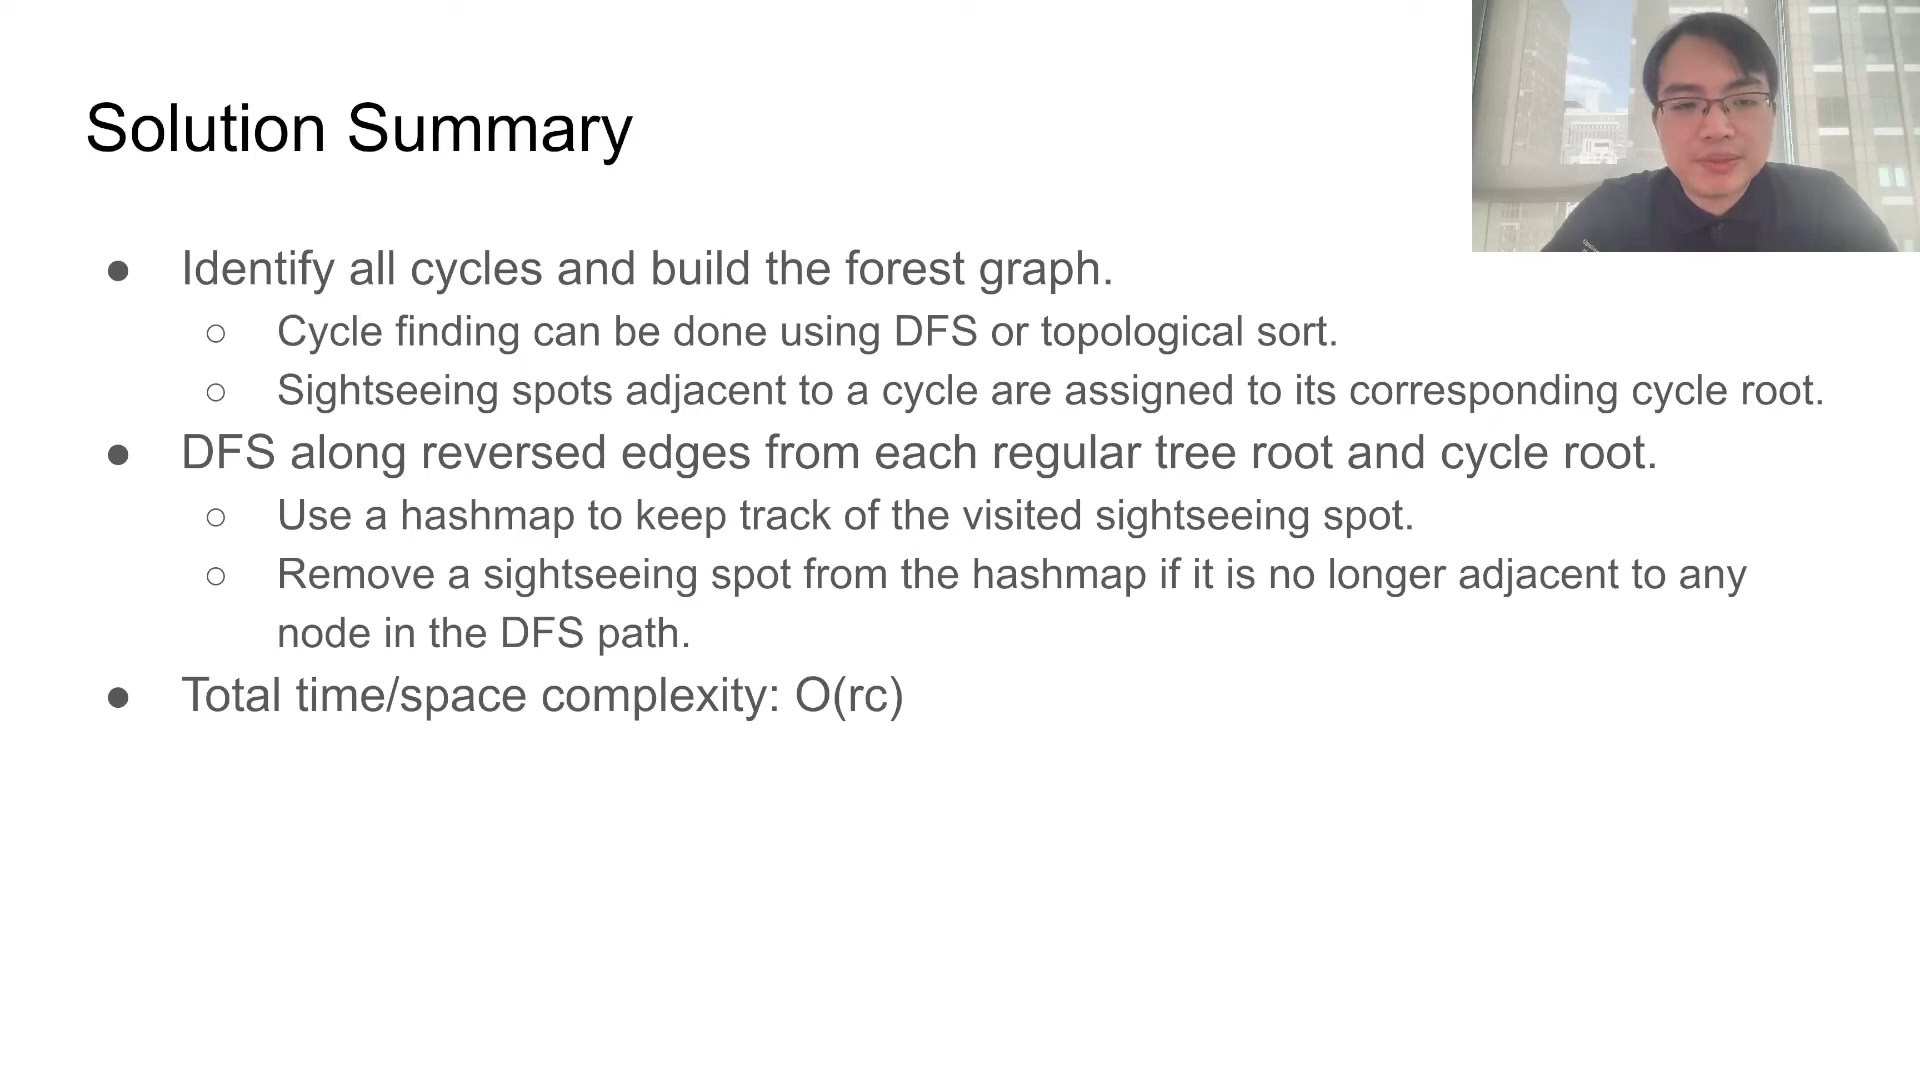 Solution Summary
● Identify all cycles and build the forest graph.
○ Cycle finding can be done using DFS or topological sort.
○ Sightseeing spots adjacent to a cycle are assigned to its corresponding cycle root.
● DFS along reversed edges from each regular tree root and cycle root.
○ Use a hashmap to keep track of the visited sightseeing spot.
○ Remove a sightseeing spot from the hashmap if it is no longer adjacent to any
node in the DFS path.
● Total time/space complexity: O(rc)